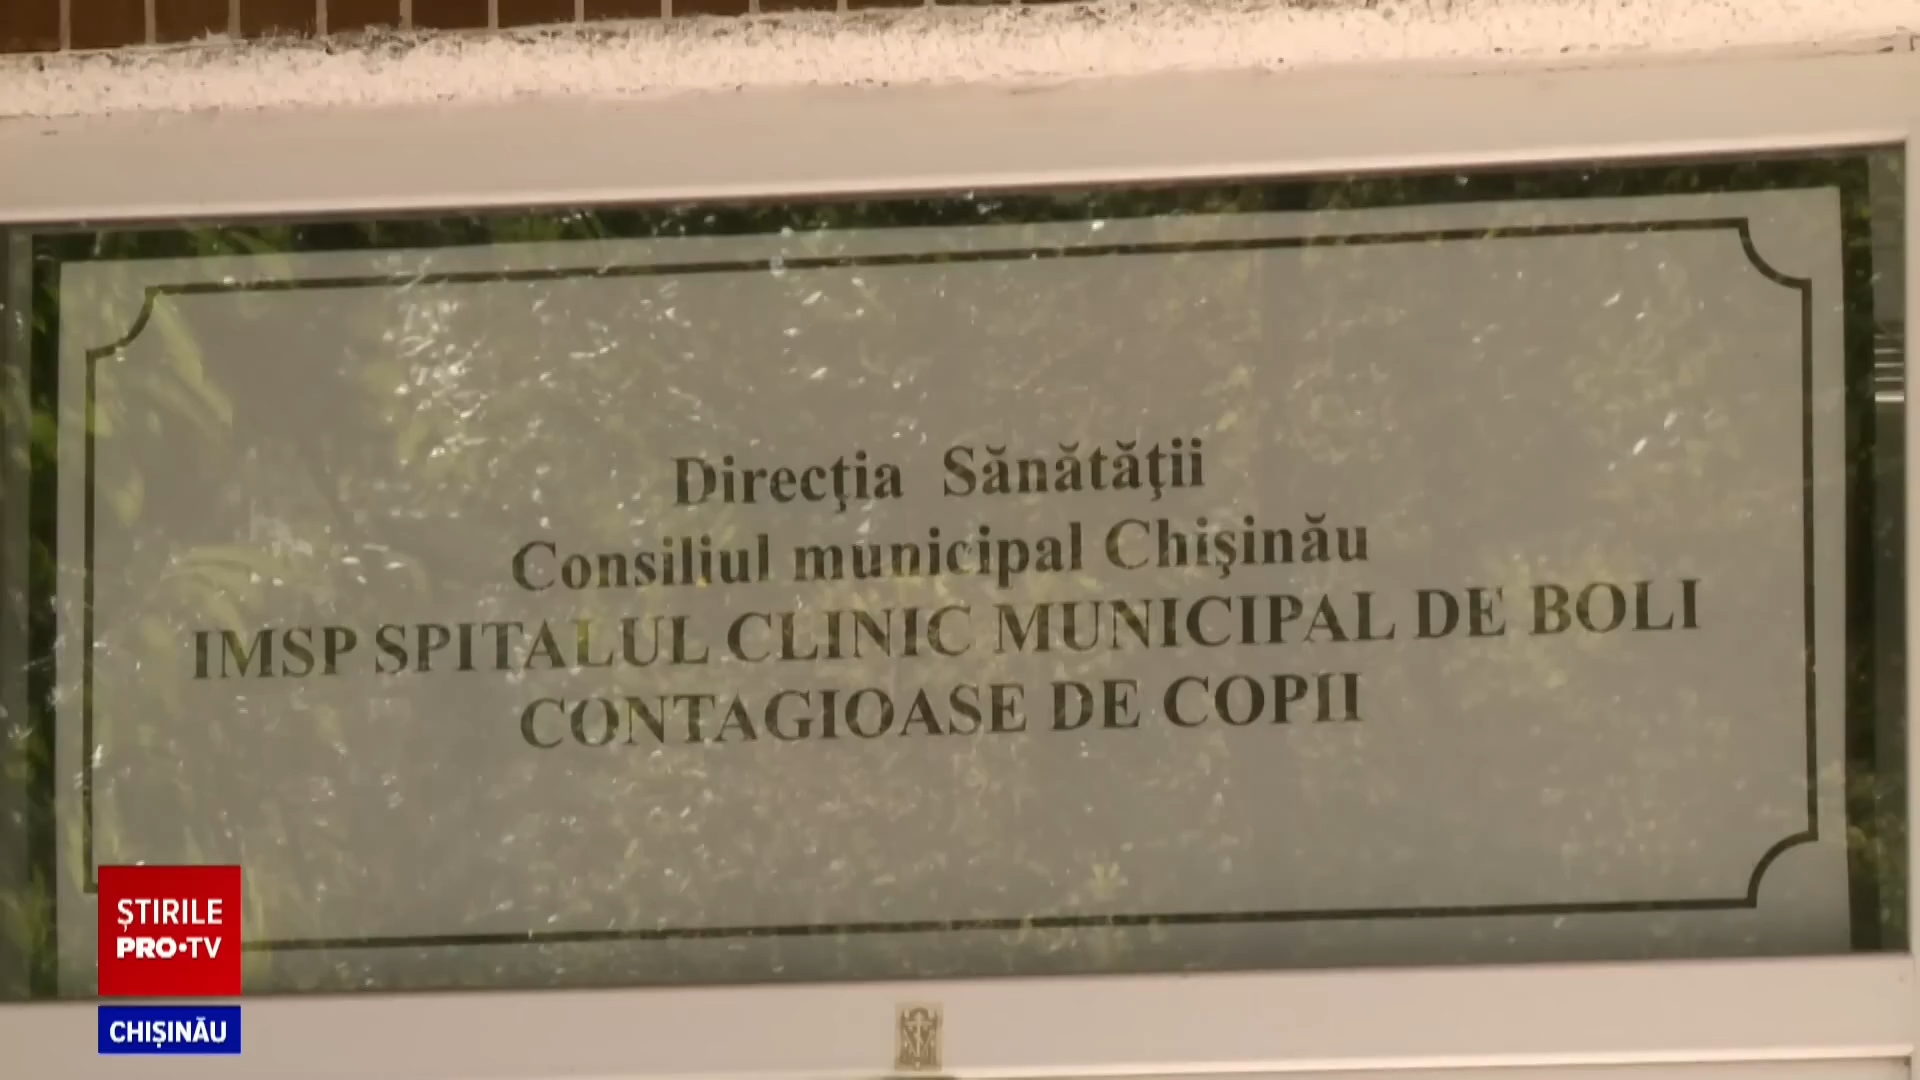 Direcţia Sănătăţii
Consiliul municipal Chişinău
IMSP SPITALUL CLINIC MUNICIPAL DE BOLI
CONTAGIOASE DE COPII
ȘTIRILE
PRO•TV
CHIȘINĂU